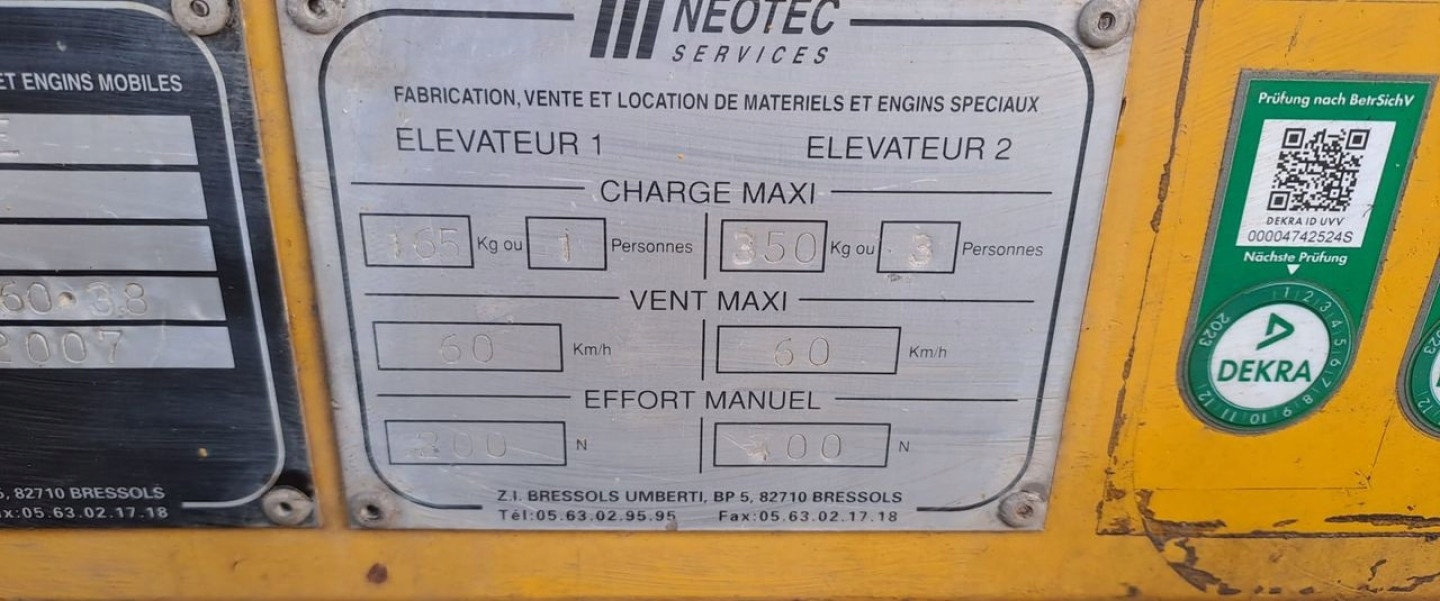 ET ENGINS MOBILES
60.38
2007
, 82710 BRESSOLS
x:05.63.02.17.18
NEOTEC
SERVICES
FABRICATION, VENTE ET LOCATION DE MATERIELS ET ENGINS SPECIAUX
ELEVATEUR 1 ELEVATEUR 2
CHARGE MAXI
165 Kg ou 1 Personnes 350 Kg ou 3 Personnes
VENT MAXI
60 Km/h 60 Km/h
EFFORT MANUEL
200 N 400 N
Z.I. BRESSOLS UMBERTI, BP 5, 82710 BRESSOLS
Tél:05.63.02.95.95 Fax:05.63.02.17.18
Prüfung nach BetrSichV
DEKRA ID UVV
00004742524S
Nächste Prüfung
1 2 3 4 5 6 7 8 9 10 11 12
2023
DEKRA